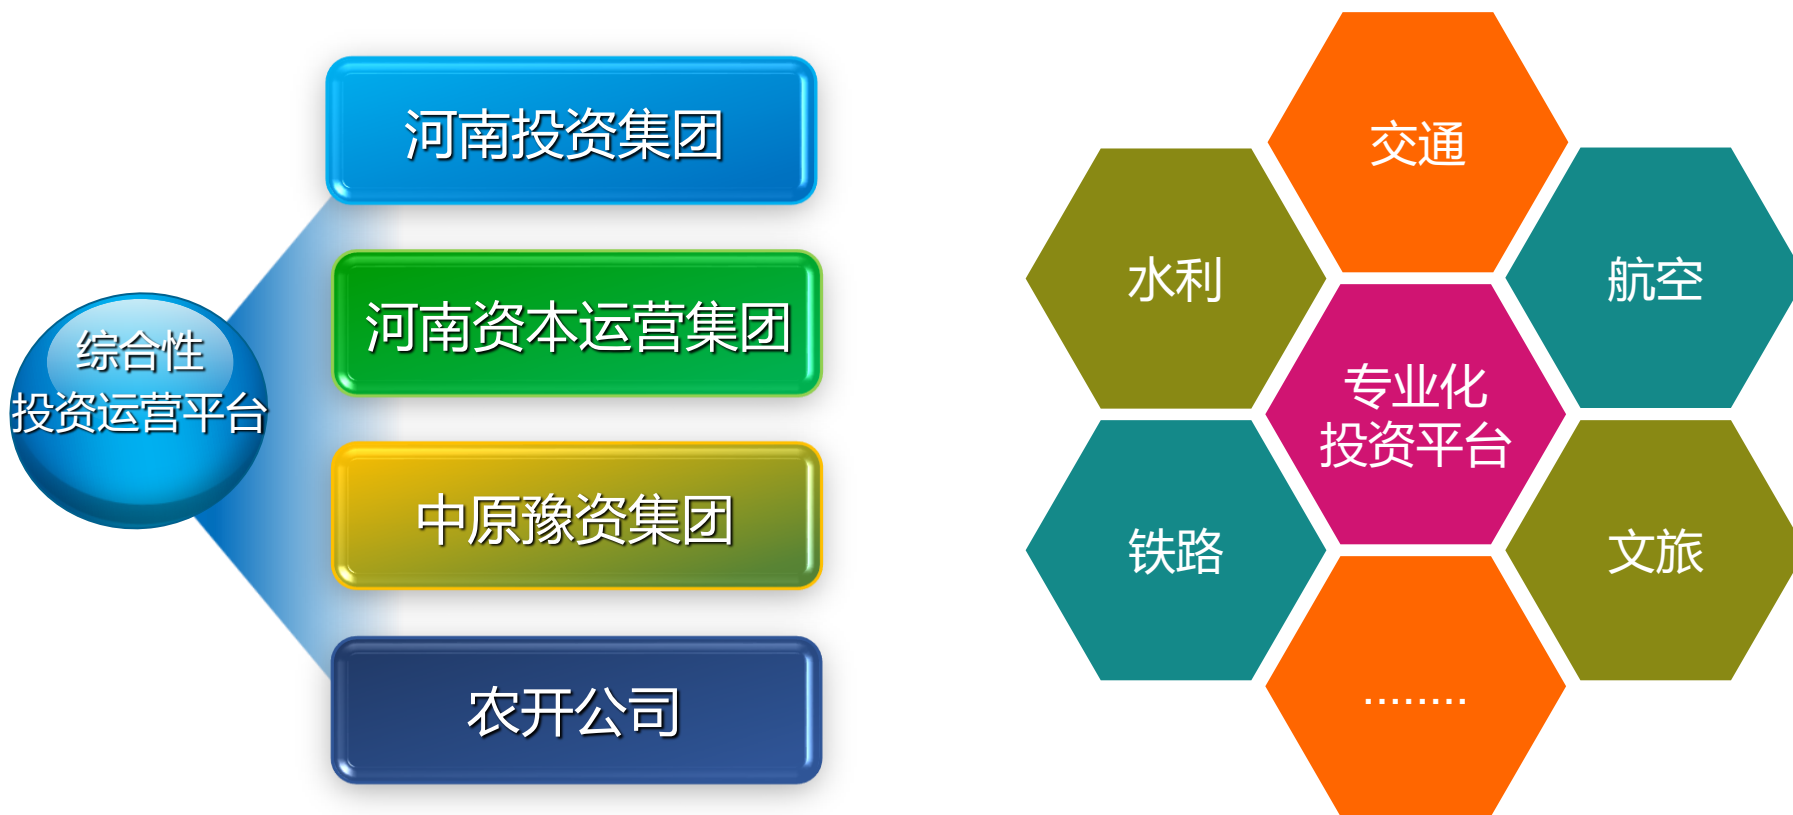 综合性
投资运营平台
河南投资集团
河南资本运营集团
中原豫资集团
农开公司
交通
水利
航空
专业化
投资平台
铁路
文旅
........